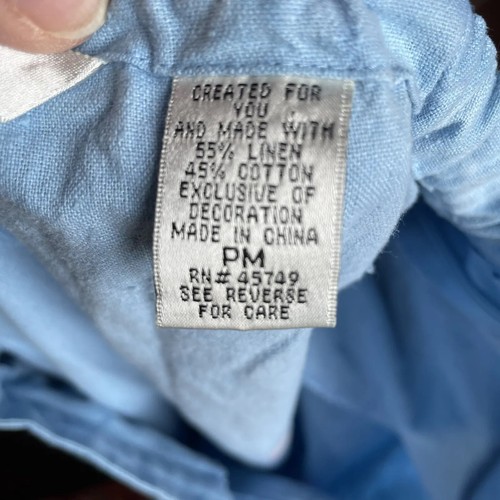 CREATED FOR
YOU
AND MADE WITH
55% LINEN
45% COTTON
EXCLUSIVE OF
DECORATION
MADE IN CHINA
PM
RN# 45749
SEE REVERSE
FOR CARE